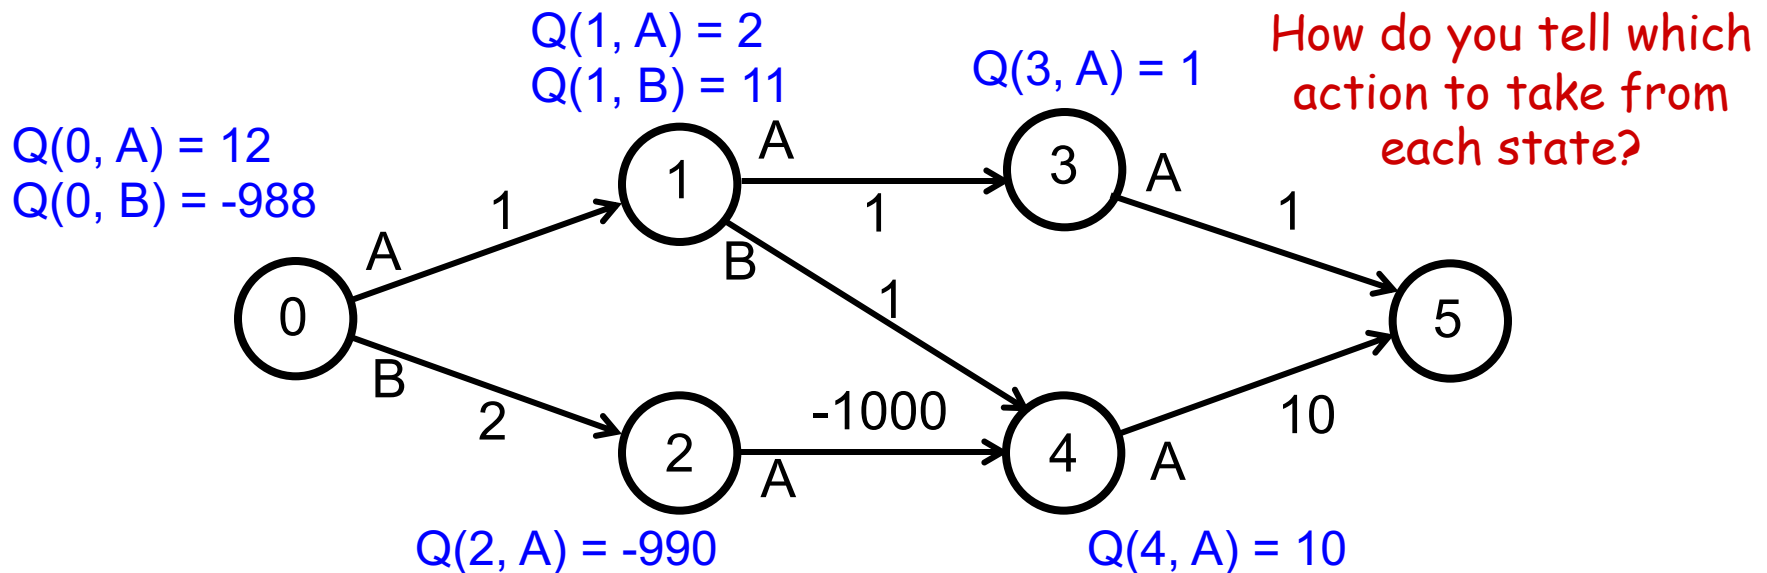 Q(1, A) = 2
Q(1, B) = 11
Q(3, A) = 1
How do you tell which
action to take from
each state?
Q(0, A) = 12
Q(0, B) = -988
0
A
1
B
2
1
A
1
B
1
2
-1000
A
3
A
1
4
A
10
5
Q(2, A) = -990
Q(4, A) = 10